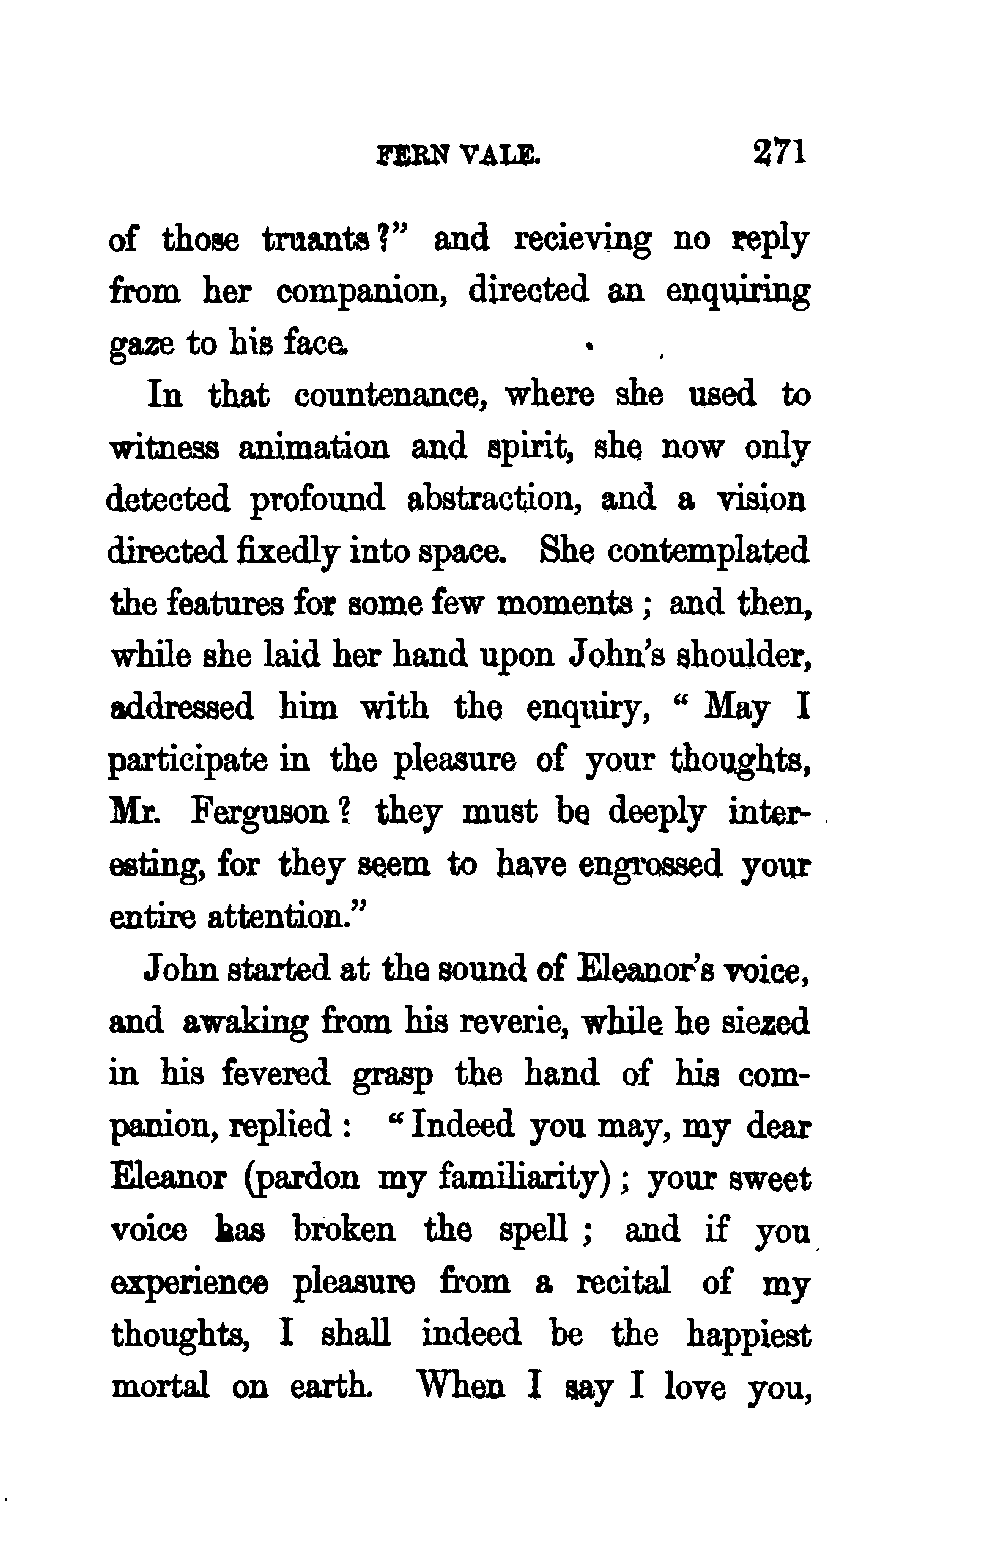 FERN VALE. 271
of those truants?” and recieving no reply
from her companion, directed an enquiring
gaze to his face.
In that countenance, where she used to
witness animation and spirit, she now only
detected profound abstraction, and a vision
directed fixedly into space. She contemplated
the features for some few moments; and then,
while she laid her hand upon John’s shoulder,
addressed him with the enquiry, “ May I
participate in the pleasure of your thoughts,
Mr. Ferguson? they must be deeply inter-
esting, for they seem to have engrossed your
entire attention.”
John started at the sound of Eleanor’s voice,
and awaking from his reverie, while he siezed
in his fevered grasp the hand of his com-
panion, replied: “Indeed you may, my dear
Eleanor (pardon my familiarity); your sweet
voice has broken the spell; and if you
experience pleasure from a recital of my
thoughts, I shall indeed be the happiest
mortal on earth. When I say I love you,